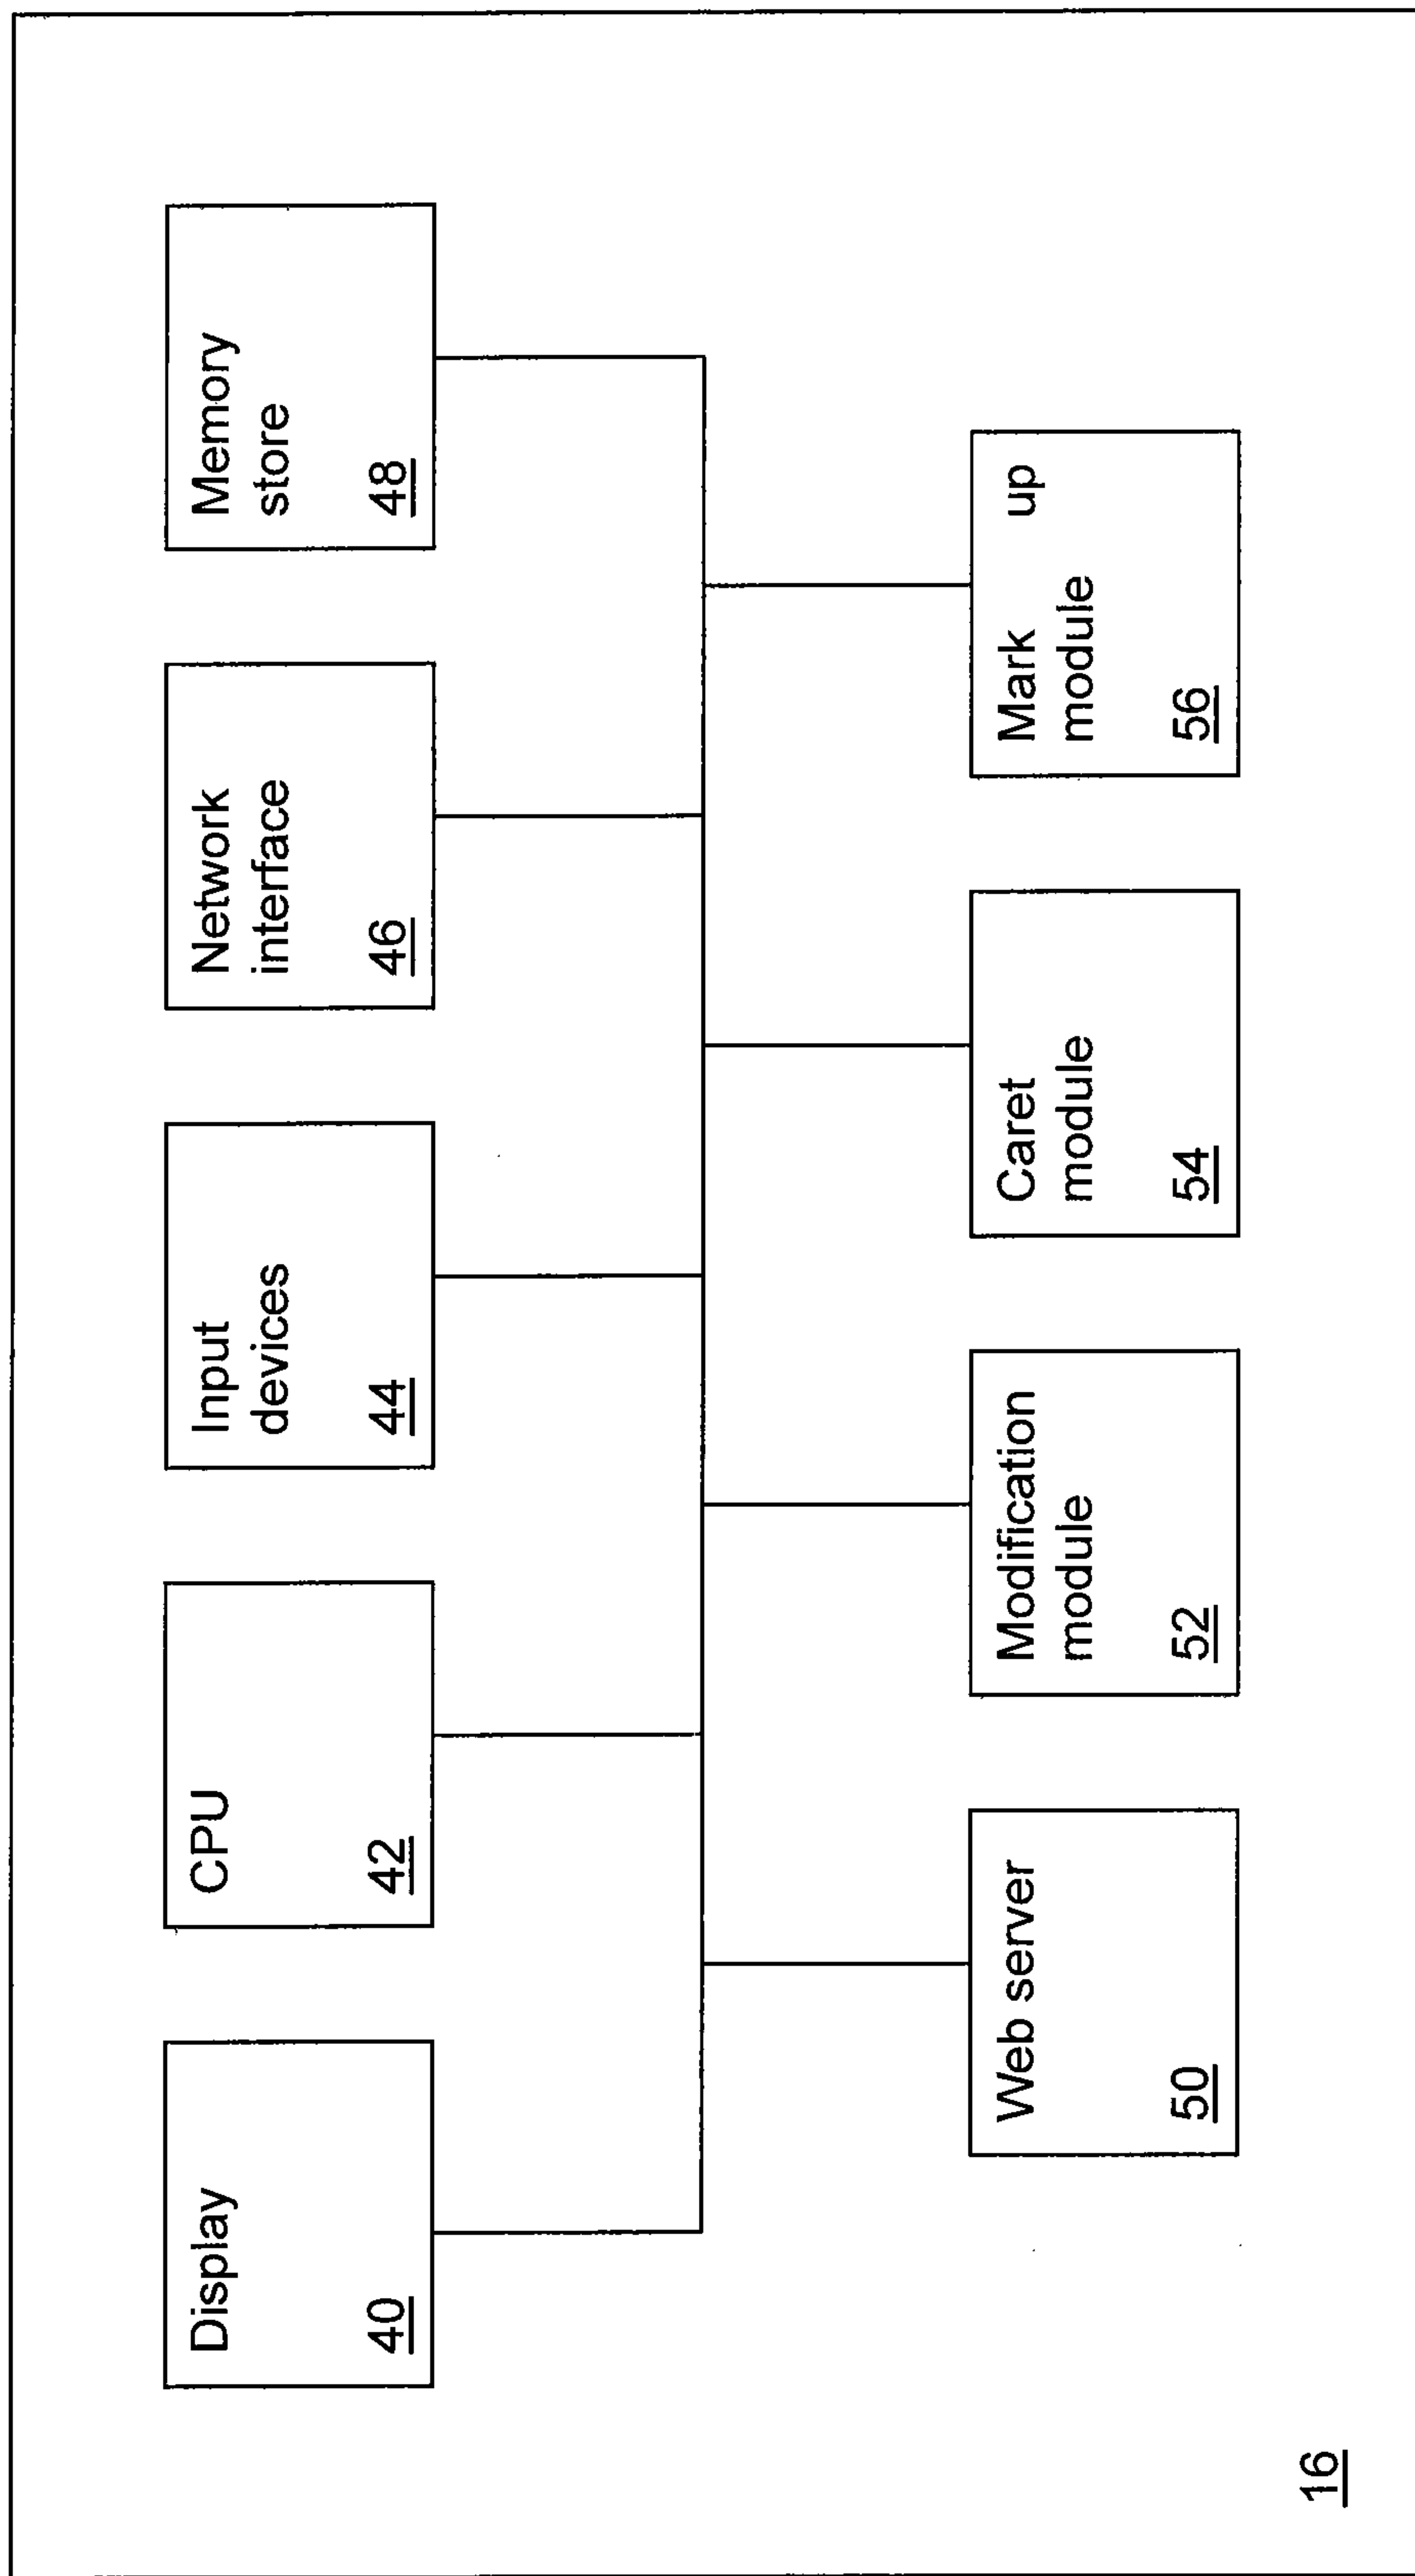 Display
40
CPU
42
Input
devices
44
Network
interface
46
Memory
store
48
Web server
50
Modification
module
52
Caret
module
54
Mark up
module
56
16